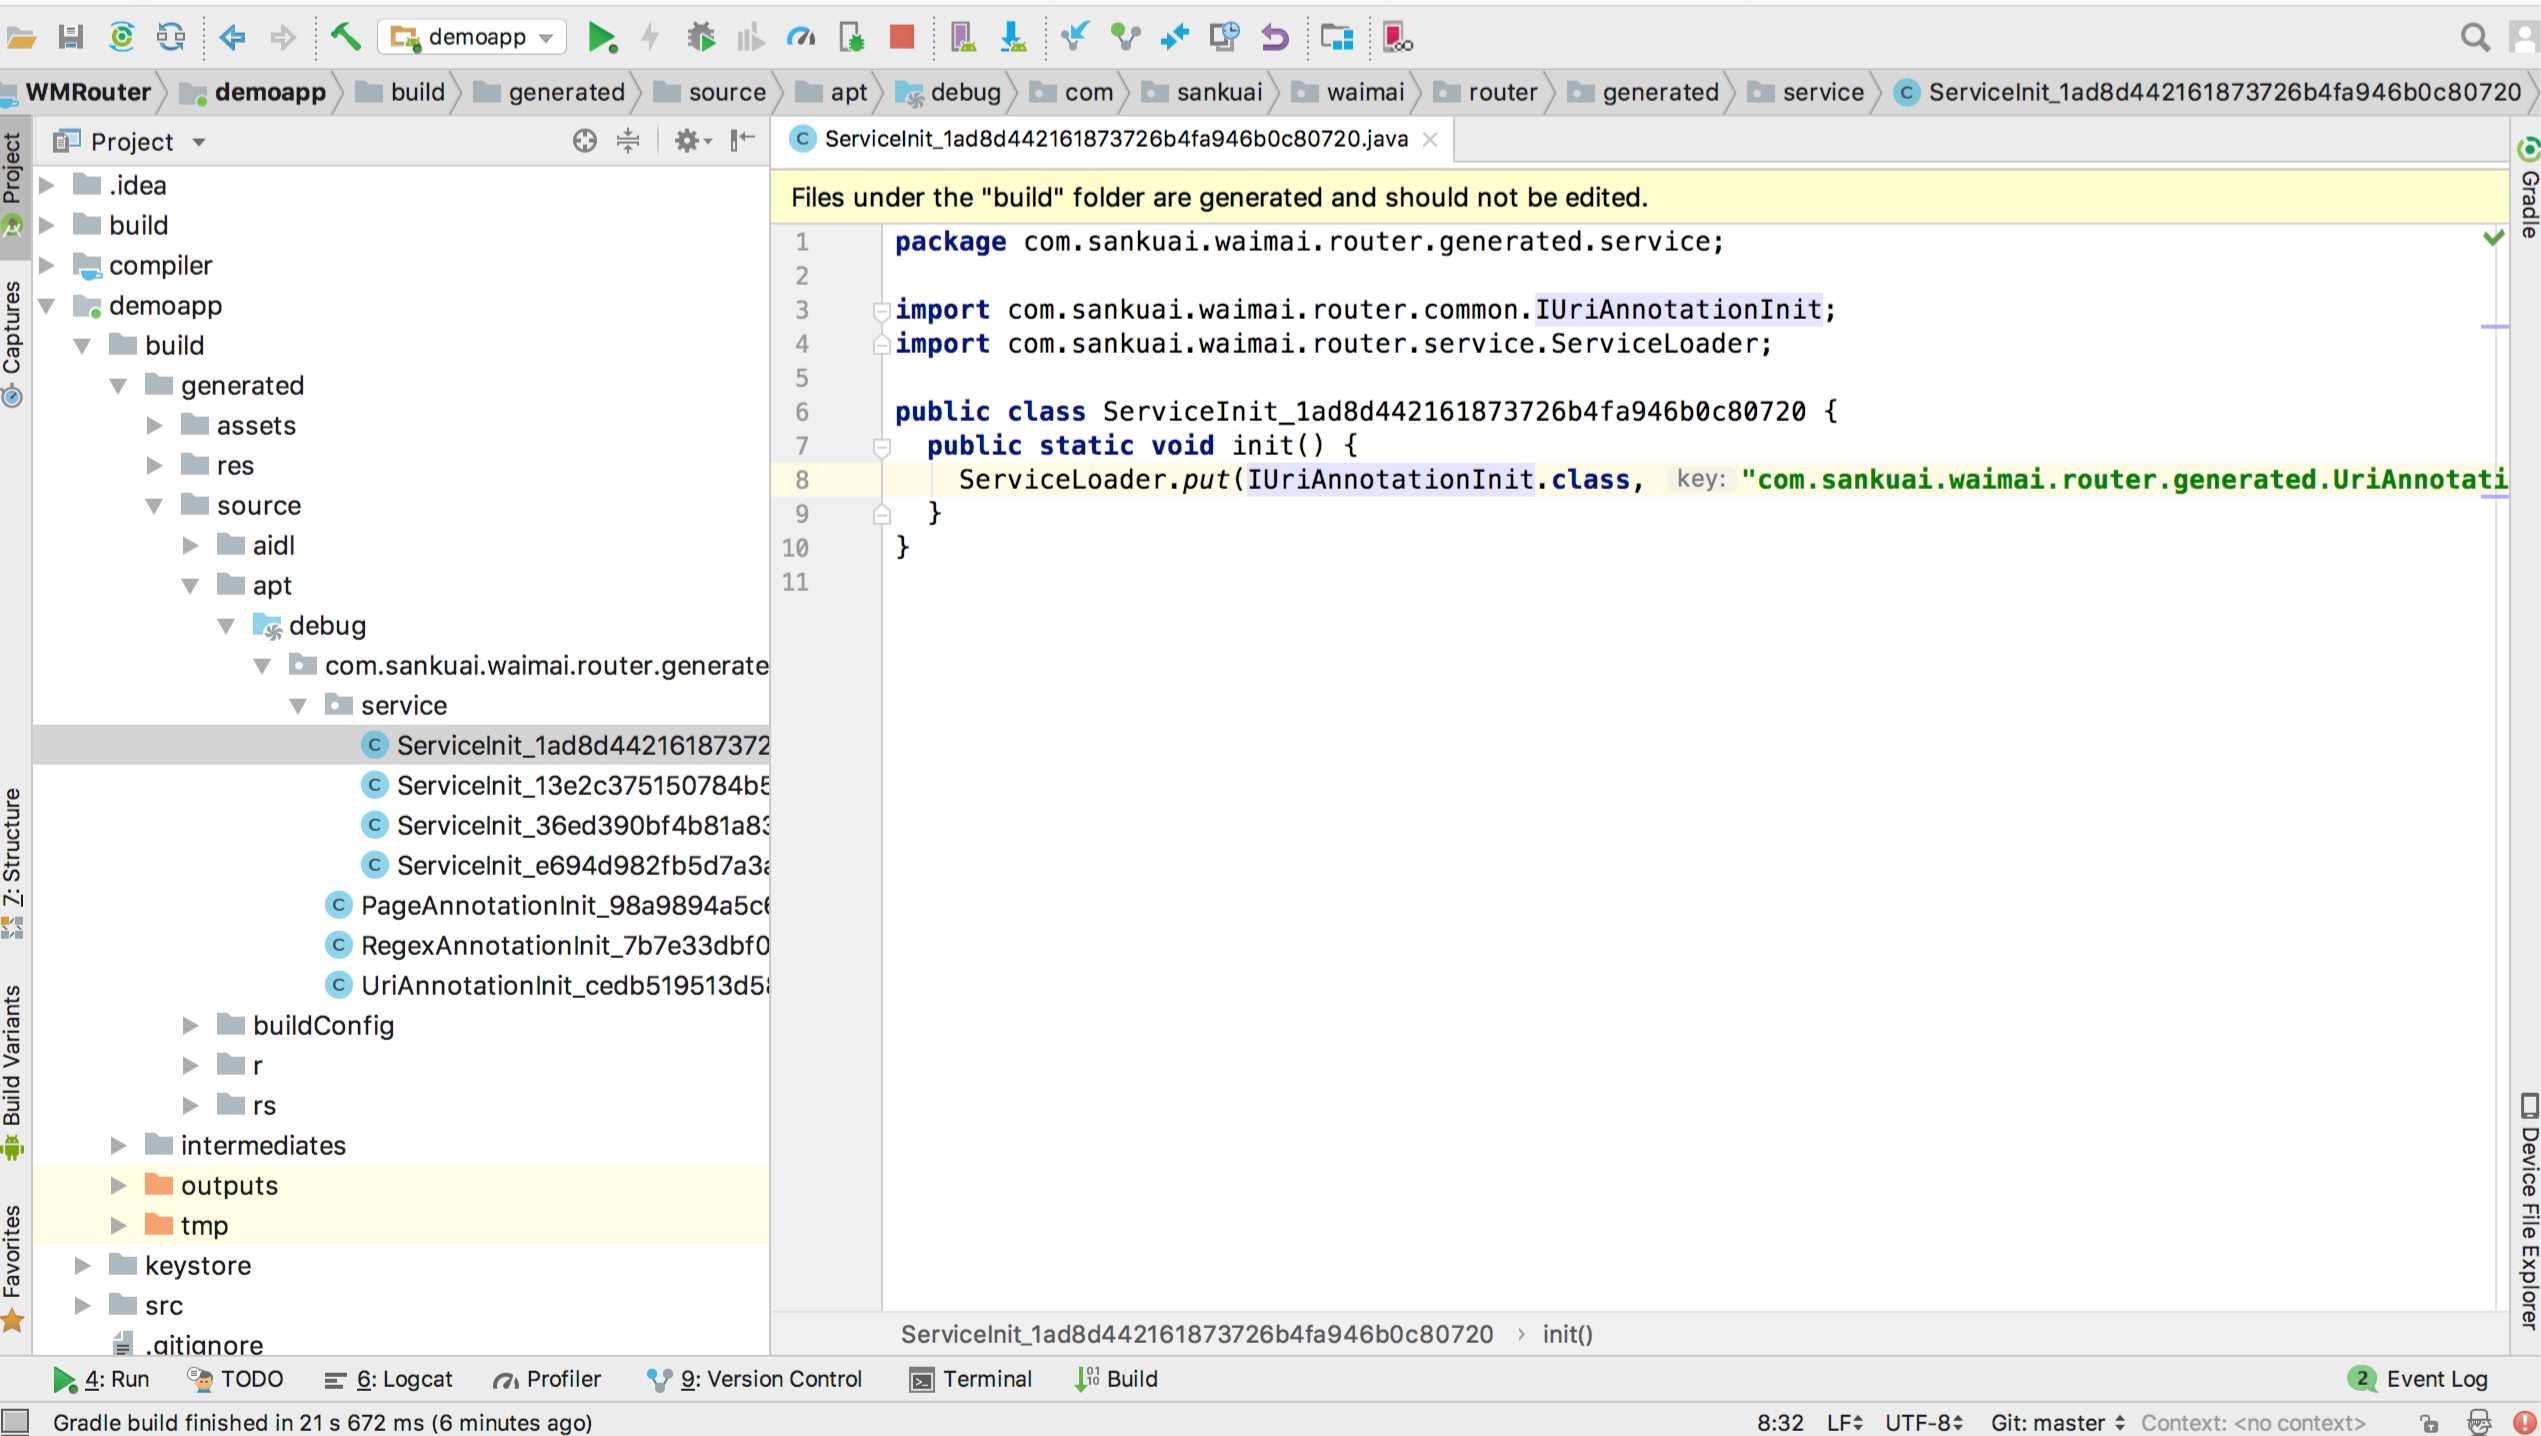 demoapp
WMRouter demoapp build generated source apt debug com sankuai waimai router generated service ServiceInit_1ad8d442161873726b4fa946b0c80720
Project
ServiceInit_1ad8d442161873726b4fa946b0c80720.java
Files under the "build" folder are generated and should not be edited.
Project
Captures
7: Structure
Build Variants
Favorites
.idea
build
compiler
demoapp
build
generated
assets
res
source
aidl
apt
debug
com.sankuai.waimai.router.generate
service
ServiceInit_1ad8d44216187372
ServiceInit_13e2c375150784b5
ServiceInit_36ed390bf4b81a83
ServiceInit_e694d982fb5d7a3a
PageAnnotationInit_98a9894a5c6
RegexAnnotationInit_7b7e33dbf0
UriAnnotationInit_cedb519513d58
buildConfig
r
rs
intermediates
outputs
tmp
keystore
src
.gitignore
1 package com.sankuai.waimai.router.generated.service;
2
3 import com.sankuai.waimai.router.common.IUriAnnotationInit;
4 import com.sankuai.waimai.router.service.ServiceLoader;
5
6 public class ServiceInit_1ad8d442161873726b4fa946b0c80720 {
7 public static void init() {
8 ServiceLoader.put(IUriAnnotationInit.class, key: "com.sankuai.waimai.router.generated.UriAnnotati
9 }
10 }
11
Gradle
Device File Explorer
ServiceInit_1ad8d442161873726b4fa946b0c80720 › init()
4: Run TODO 6: Logcat Profiler 9: Version Control Terminal Build 2 Event Log
Gradle build finished in 21 s 672 ms (6 minutes ago) 8:32 LF UTF-8 Git: master Context: <no context>